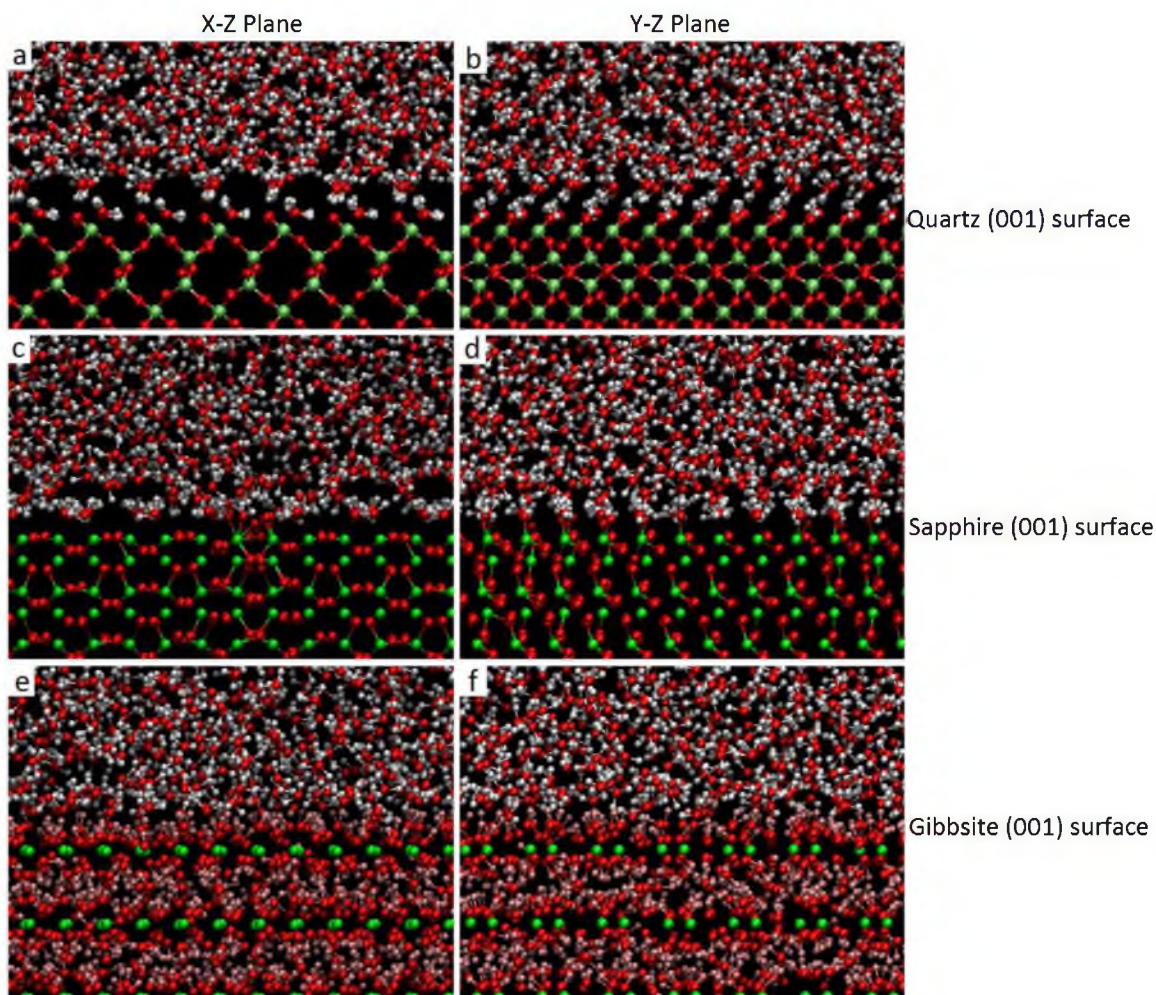 X-Z Plane
Y-Z Plane
a
b
Quartz (001) surface
c
d
Sapphire (001) surface
e
f
Gibbsite (001) surface